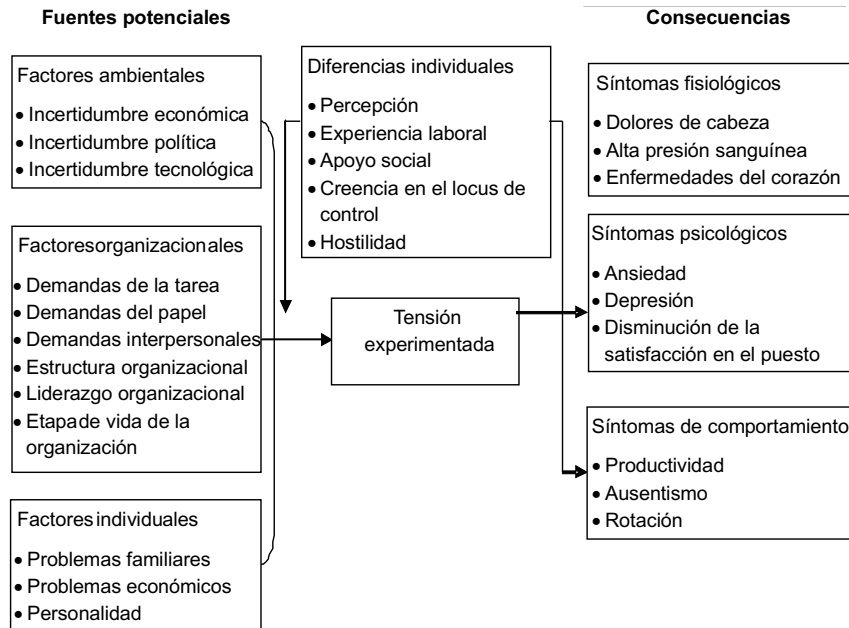 Fuentes potenciales
Factores ambientales
• Incertidumbre económica
• Incertidumbre política
• Incertidumbre tecnológica
Factoresorganizacionales
• Demandas de la tarea
• Demandas del papel
• Demandas interpersonales
• Estructura organizacional
• Liderazgo organizacional
• Etapade vida de la
organización
Factores individuales
• Problemas familiares
• Problemas económicos
• Personalidad
Diferencias individuales
• Percepción
• Experiencia laboral
• Apoyo social
• Creencia en el locus de
control
• Hostilidad
Tensión
experimentada
Consecuencias
Síntomas fisiológicos
• Dolores de cabeza
• Alta presión sanguínea
• Enfermedades del corazón
Síntomas psicológicos
• Ansiedad
• Depresión
• Disminución de la
satisfacción en el puesto
Síntomas de comportamiento
• Productividad
• Ausentismo
• Rotación